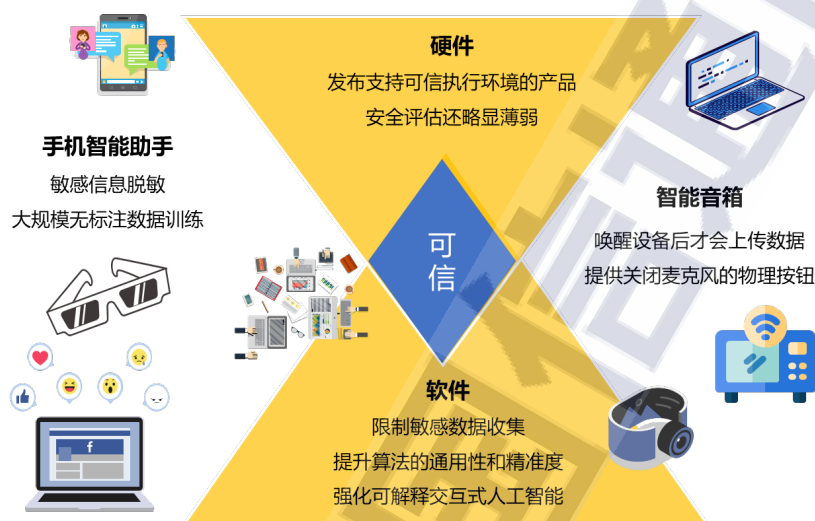 硬件
发布支持可信执行环境的产品
安全评估还略显薄弱
手机智能助手
敏感信息脱敏
大规模无标注数据训练
可
信
智能音箱
唤醒设备后才会上传数据
提供关闭麦克风的物理按钮
软件
限制敏感数据收集
提升算法的通用性和精准度
强化可解释交互式人工智能
f